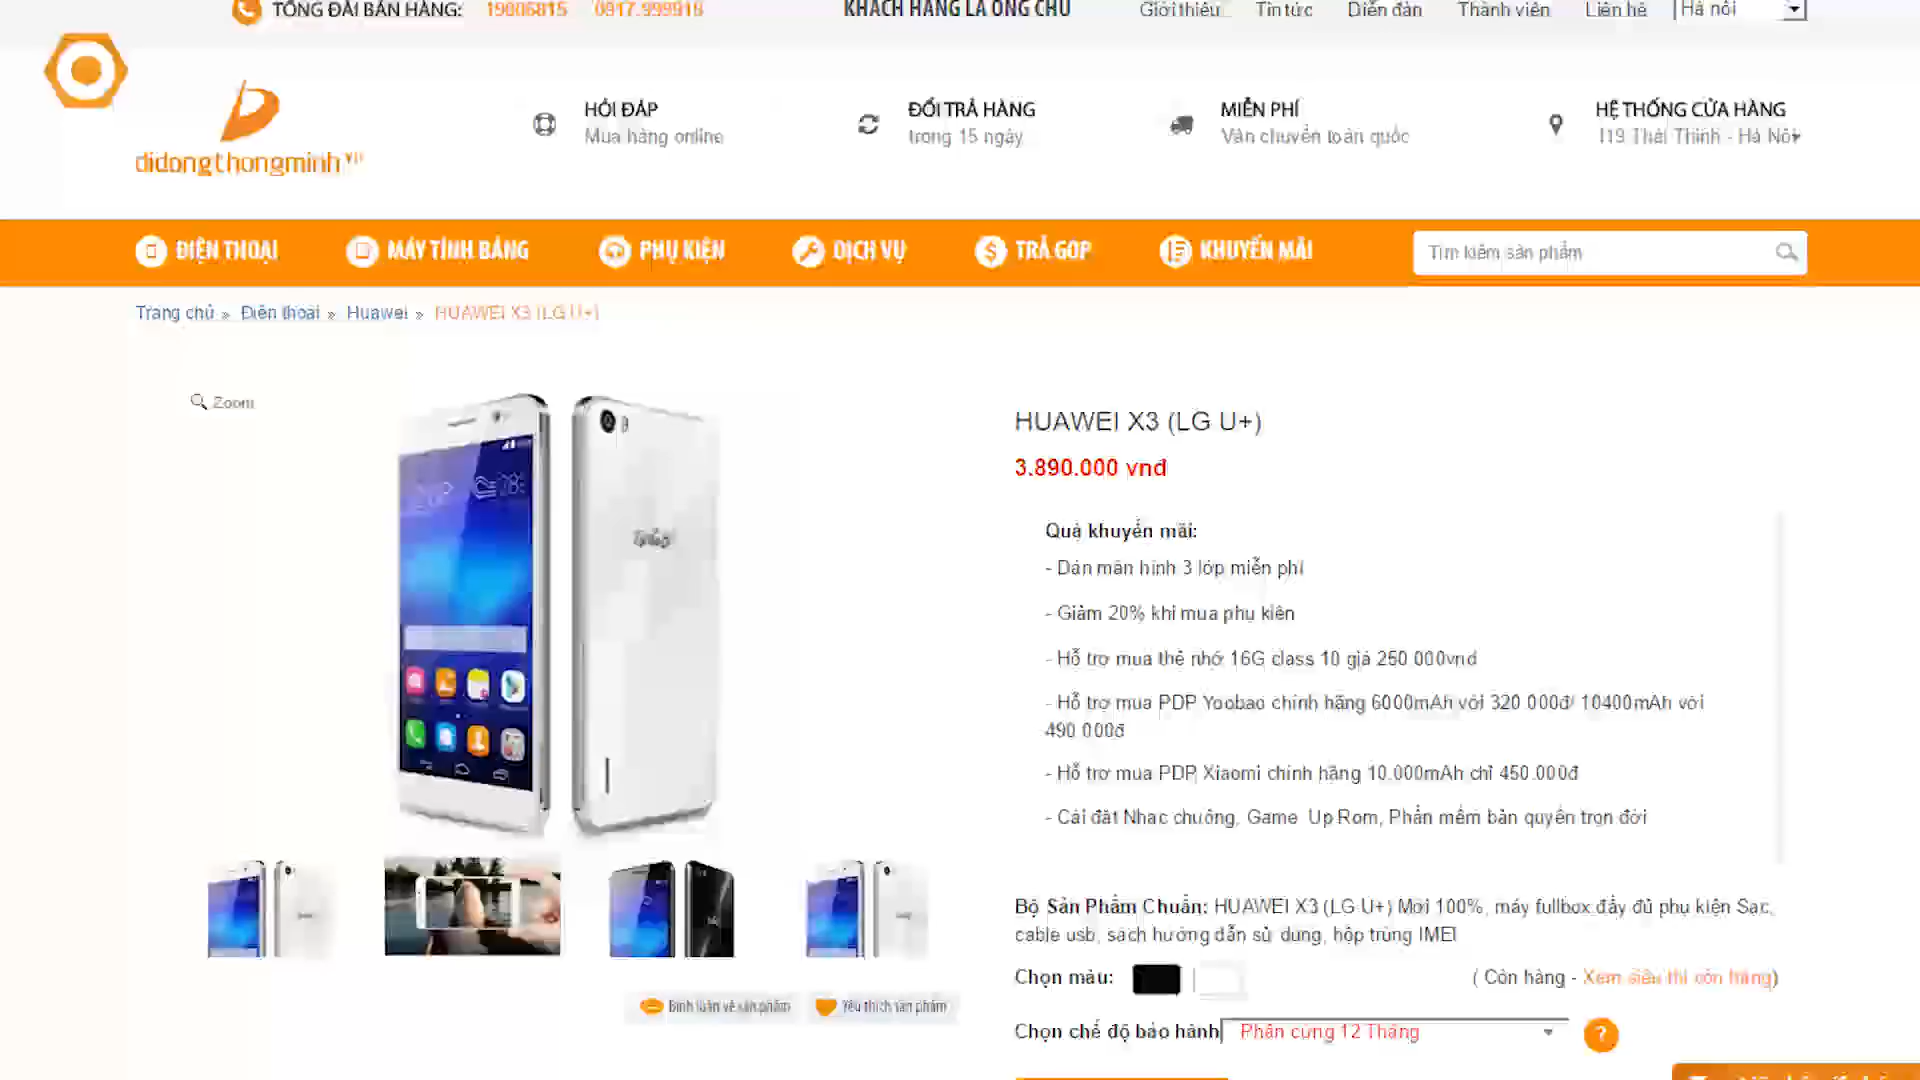 TỔNG ĐÀI BÁN HÀNG: 19006815 0917.999918 KHÁCH HÀNG LÀ ÔNG CHỦ Giới thiệu Tin tức Diễn đàn Thành viên Liên hệ Hà nội
HỎI ĐÁP ĐỔI TRẢ HÀNG MIỄN PHÍ HỆ THỐNG CỬA HÀNG
Mua hàng online trong 15 ngày Vận chuyển toàn quốc 119 Thái Thịnh - Hà Nội
didongthongminh
ĐIỆN THOẠI MÁY TÍNH BẢNG PHỤ KIỆN DỊCH VỤ TRẢ GÓP KHUYẾN MÃI Tìm kiếm sản phẩm
Trang chủ » Điện thoại » Huawei » HUAWEI X3 (LG U+)
Zoom
HUAWEI X3 (LG U+)
3.890.000 vnđ
Quà khuyến mãi:
- Dán màn hình 3 lớp miễn phí
- Giảm 20% khi mua phụ kiện
- Hỗ trợ mua thẻ nhớ 16G class 10 giá 250.000vnđ
- Hỗ trợ mua PDP Yoobao chính hãng 6000mAh với 320.000đ/ 10400mAh với
490.000đ
- Hỗ trợ mua PDP Xiaomi chính hãng 10.000mAh chỉ 450.000đ
- Cài đặt Nhạc chuông, Game Up Rom, Phần mềm bản quyền trọn đời
Bộ Sản Phẩm Chuẩn: HUAWEI X3 (LG U+) Mới 100%, máy fullbox đầy đủ phụ kiện Sạc,
cable usb, sách hướng dẫn sử dụng, hộp trùng IMEI
Chọn màu: ( Còn hàng - Xem siêu thị còn hàng)
Bình luận về sản phẩm Yêu thích sản phẩm
Chọn chế độ bảo hành Phần cứng 12 Tháng ?